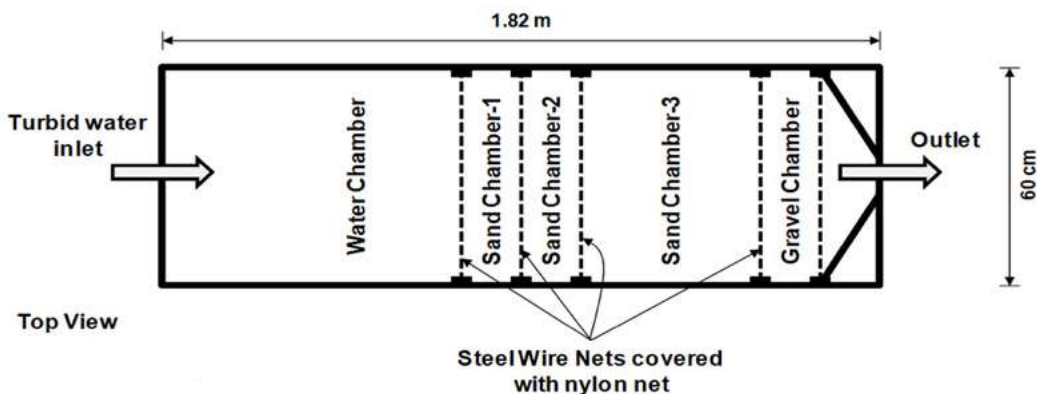 1.82 m
Turbid water
inlet
Water Chamber
Sand Chamber-1
Sand Chamber-2
Sand Chamber-3
Gravel Chamber
Outlet
60 cm
Top View
Steel Wire Nets covered
with nylon net